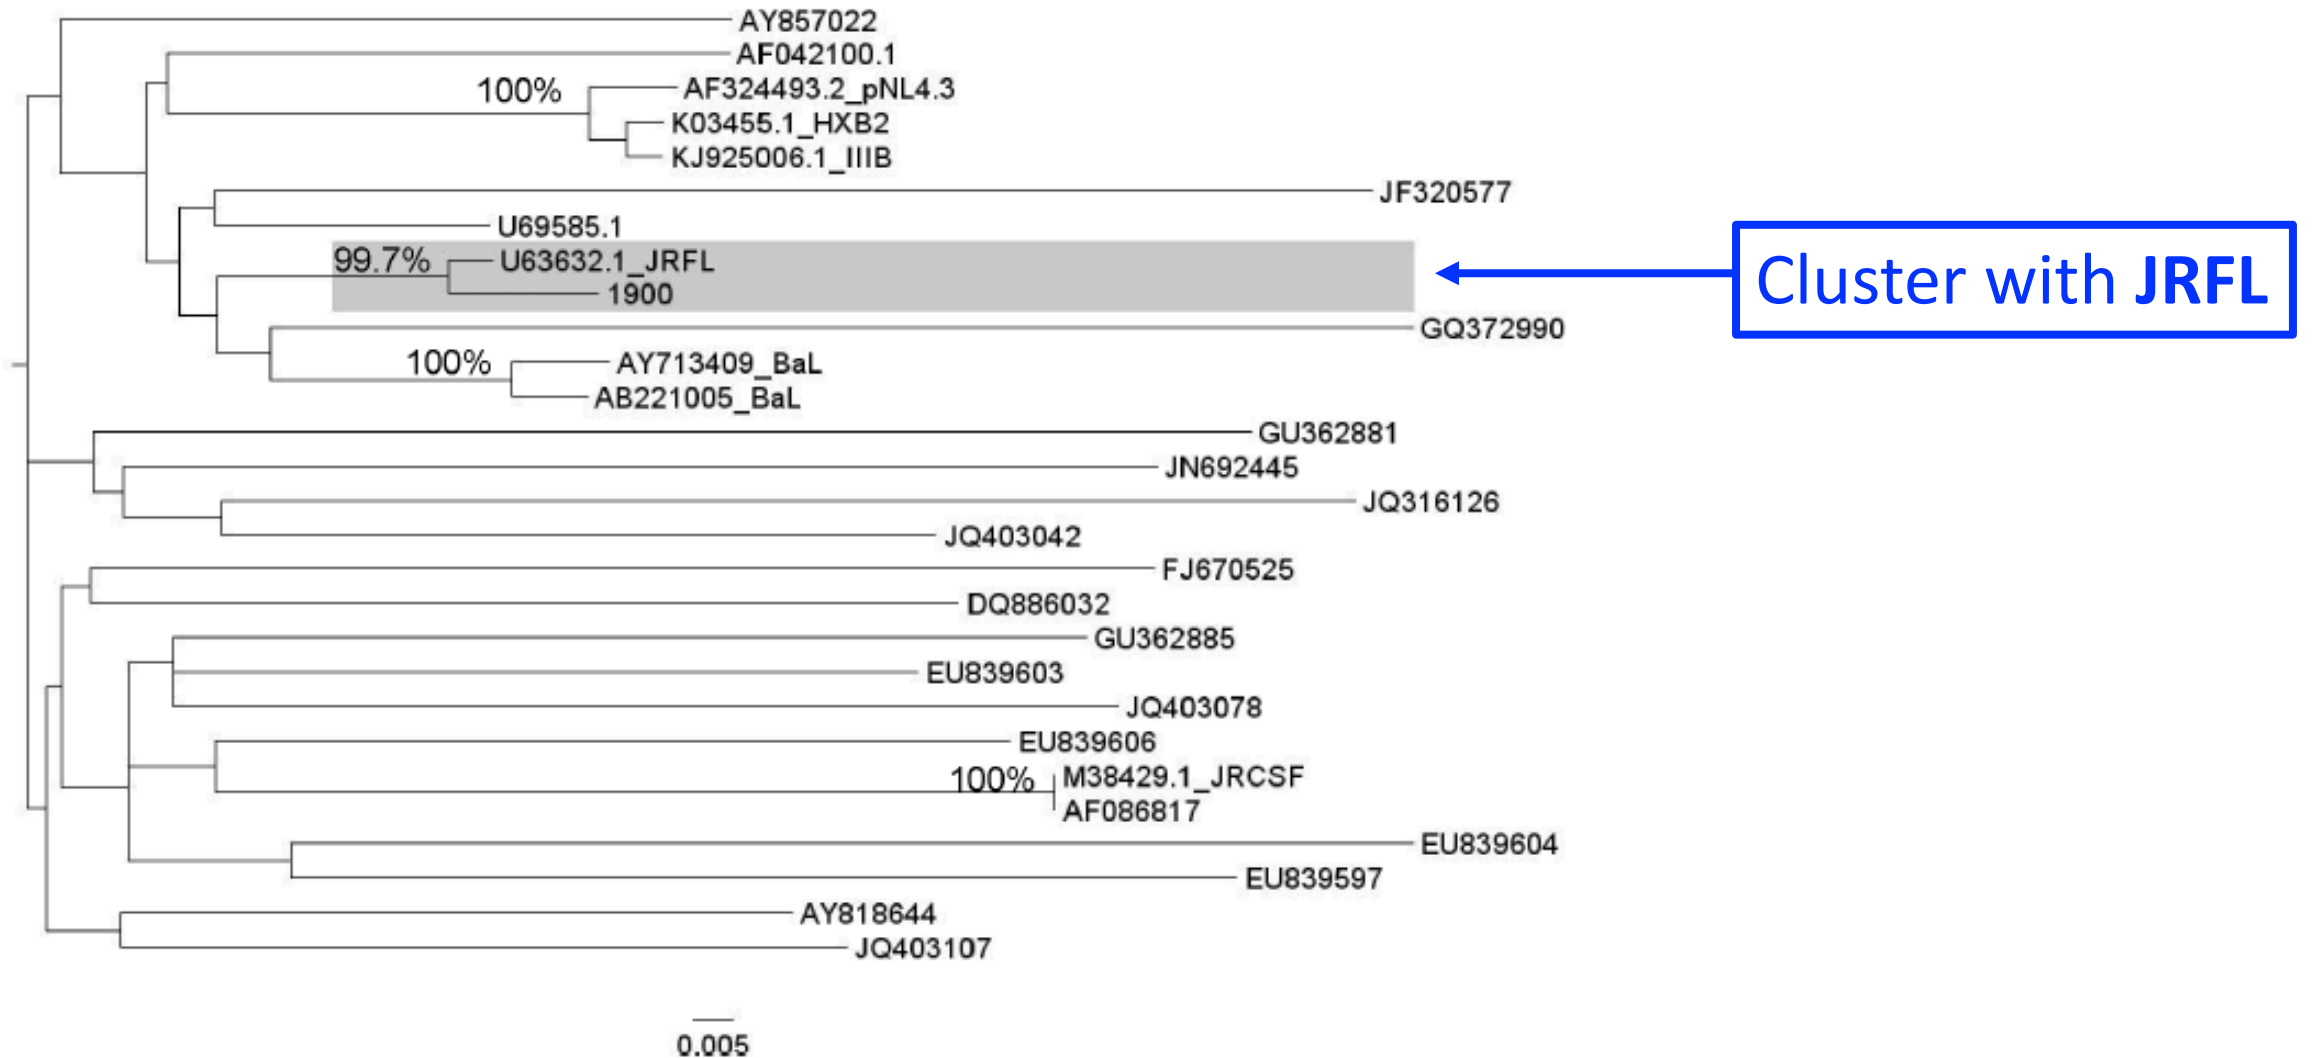 AY857022
AF042100.1
100%
AF324493.2_pNL4.3
K03455.1_HXB2
KJ925006.1_IIIB
JF320577
U69585.1
99.7%
U63632.1_JRFL
1900
Cluster with JRFL
GQ372990
100%
AY713409_BaL
AB221005_BaL
GU362881
JN692445
JQ316126
JQ403042
FJ670525
DQ886032
GU362885
EU839603
JQ403078
EU839606
100%
M38429.1_JRCSF
AF086817
EU839604
EU839597
AY818644
JQ403107
0.005